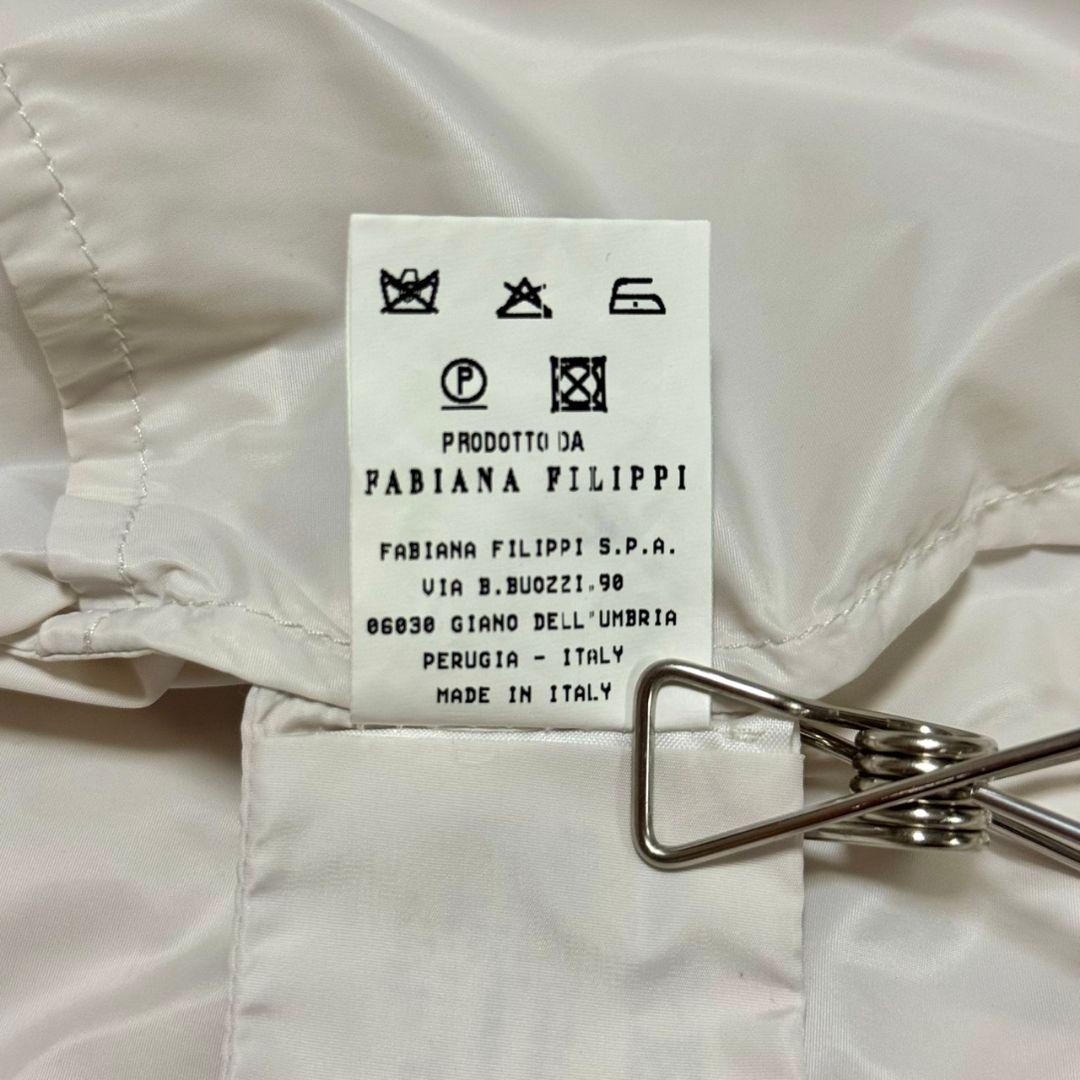 P
PRODOTTO DA
FABIANA FILIPPI
FABIANA FILIPPI S.P.A.
VIA B.BUOZZI,90
06030 GIANO DELL'UMBRIA
PERUGIA - ITALY
MADE IN ITALY